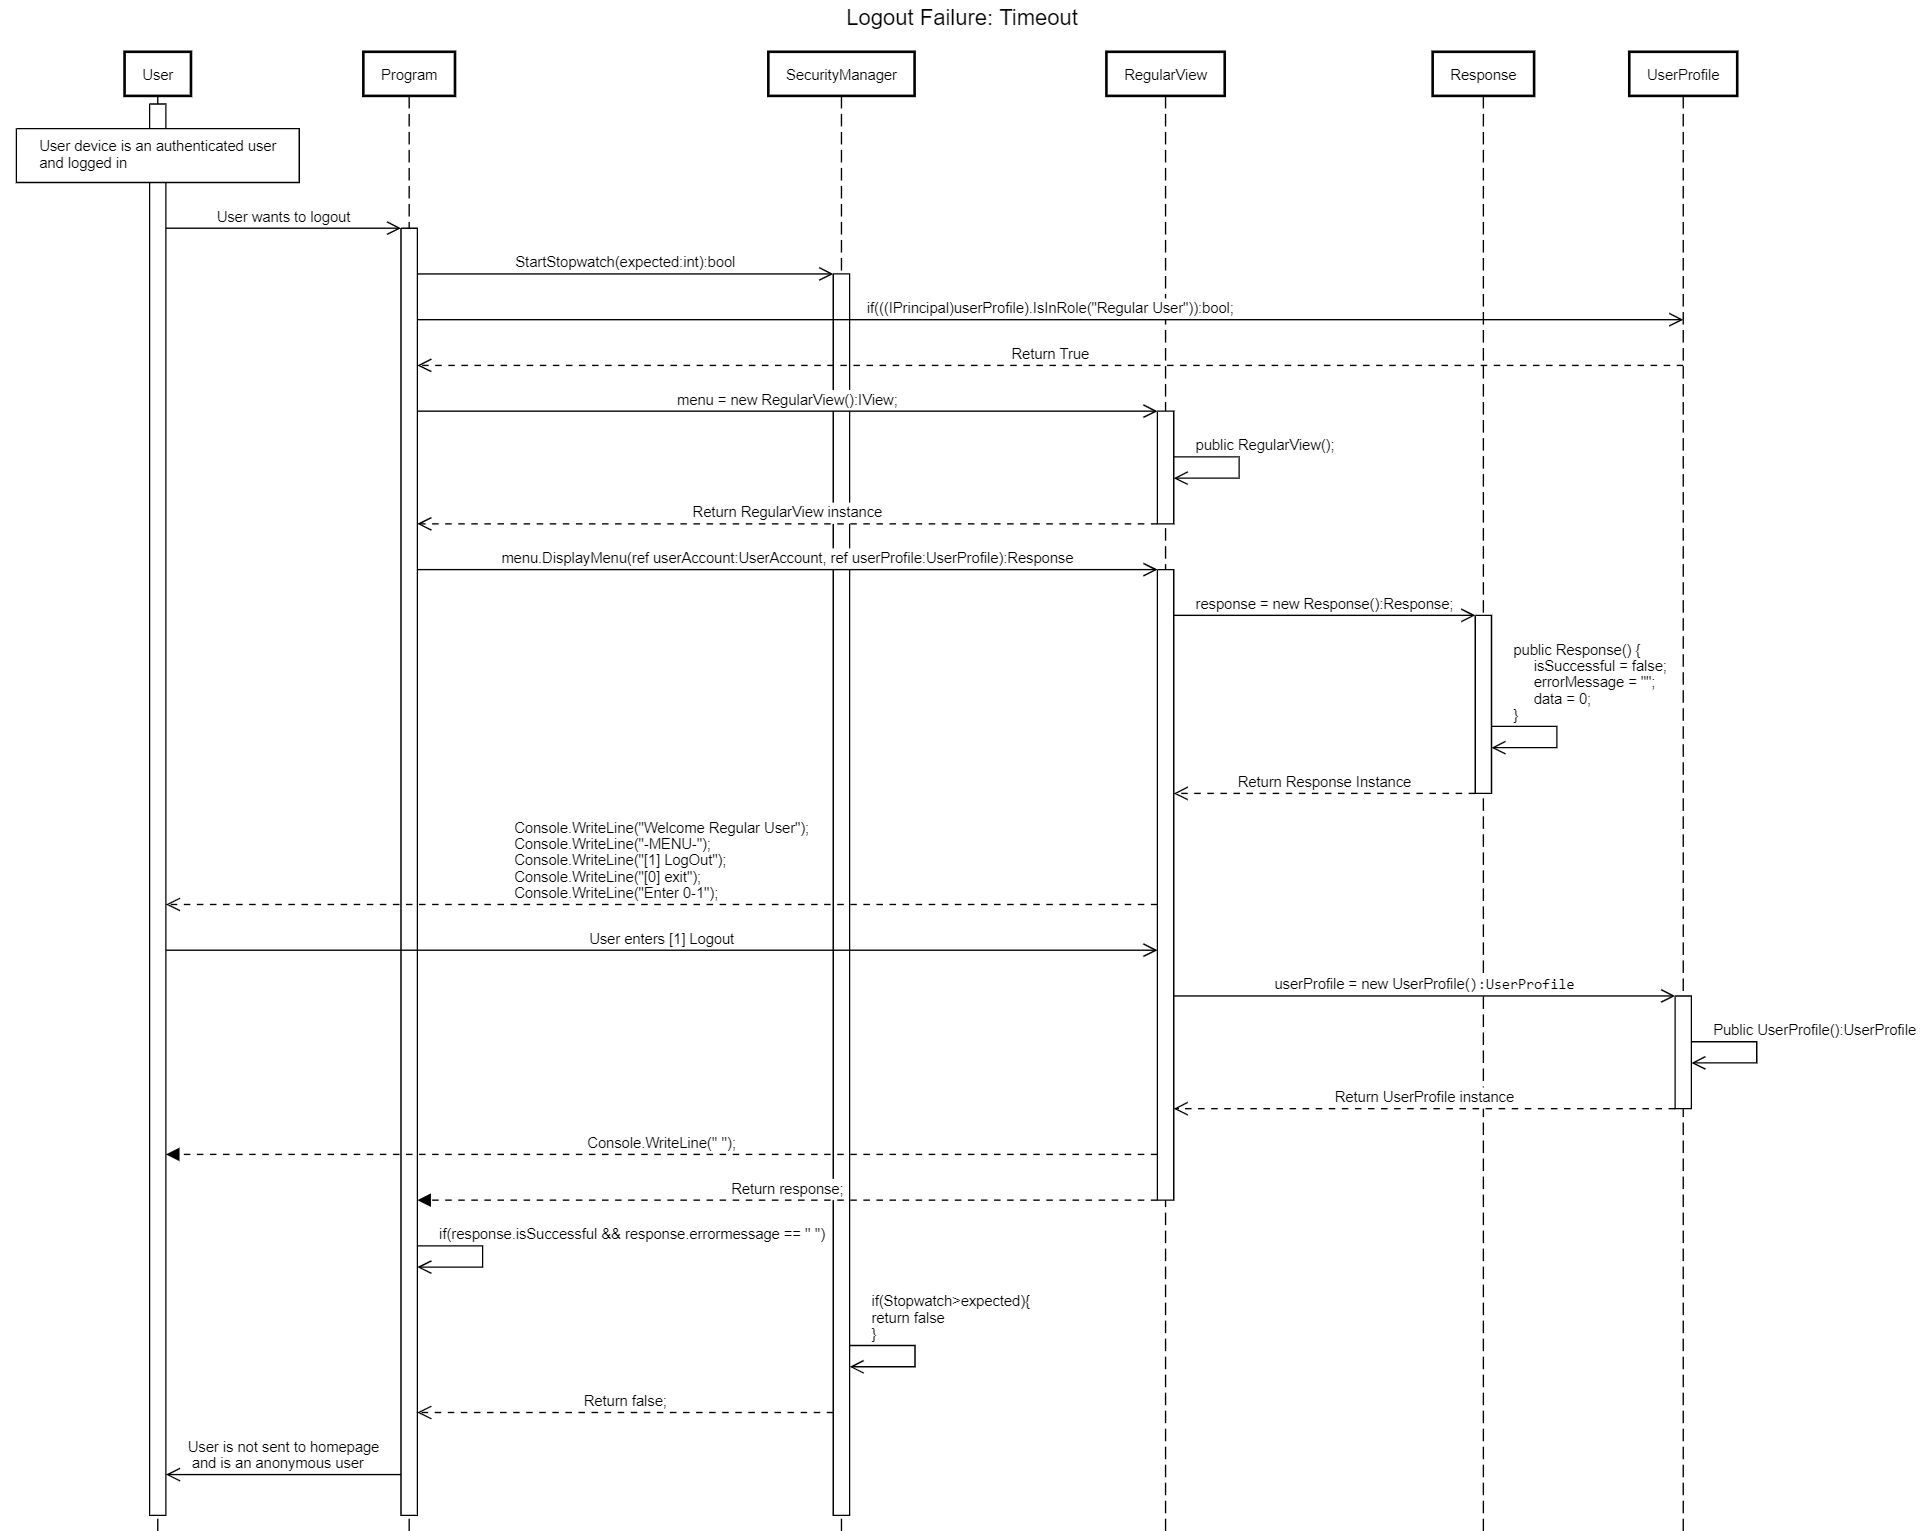 Logout Failure: Timeout
User
Program
SecurityManager
RegularView
Response
UserProfile
User device is an authenticated user
and logged in
User wants to logout
StartStopwatch(expected:int):bool
if(((IPrincipal)userProfile).IsInRole("Regular User")):bool;
Return True
menu = new RegularView():IView;
public RegularView();
Return RegularView instance
menu.DisplayMenu(ref userAccount:UserAccount, ref userProfile:UserProfile):Response
response = new Response():Response;
public Response() {
isSuccessful = false;
errorMessage = "";
data = 0;
}
Return Response Instance
Console.WriteLine("Welcome Regular User");
Console.WriteLine("-MENU-");
Console.WriteLine("[1] LogOut");
Console.WriteLine("[0] exit");
Console.WriteLine("Enter 0-1");
User enters [1] Logout
userProfile = new UserProfile():UserProfile
Public UserProfile():UserProfile
Return UserProfile instance
Console.WriteLine(" ");
Return response;
if(response.isSuccessful && response.errormessage == " ")
if(Stopwatch>expected){
return false
}
Return false;
User is not sent to homepage
and is an anonymous user